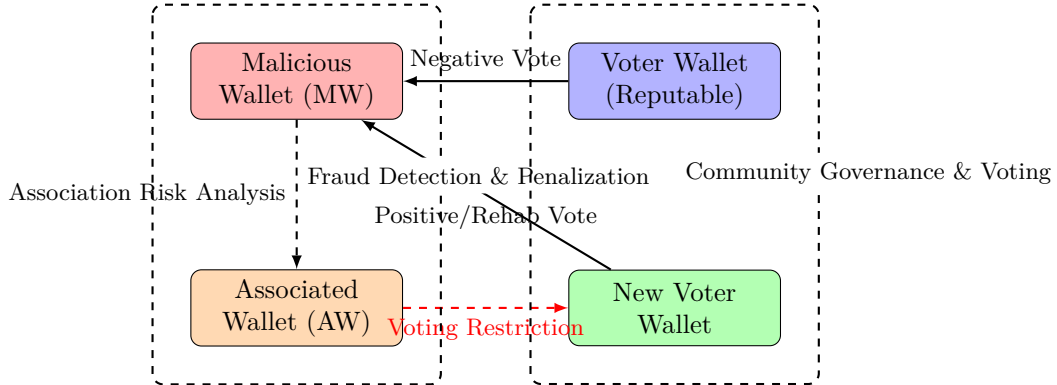 Malicious
Wallet (MW)
Negative Vote
Voter Wallet
(Reputable)
Association Risk Analysis
Fraud Detection & Penalization
Community Governance & Voting
Positive/Rehab Vote
Associated
Wallet (AW)
Voting Restriction
New Voter
Wallet